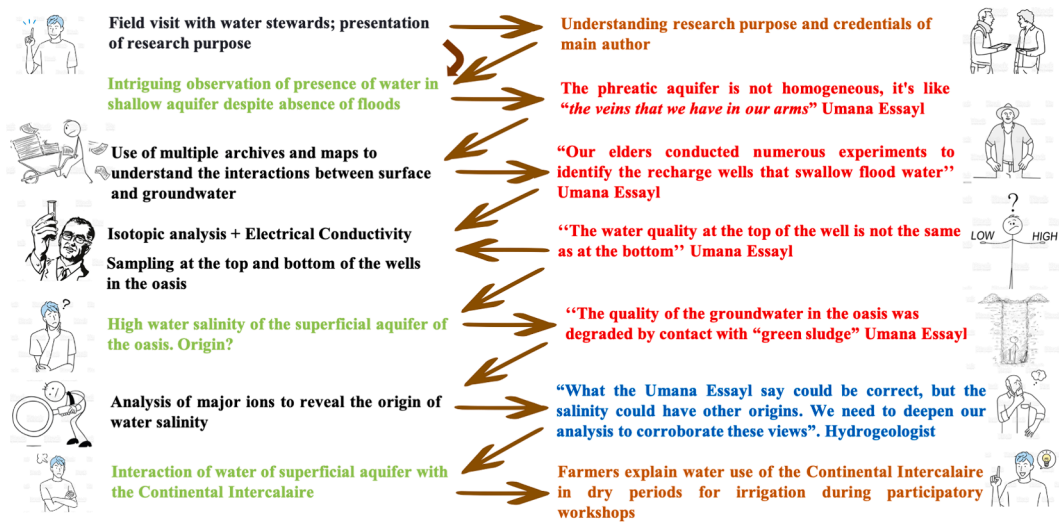 Field visit with water stewards; presentation
of research purpose
Understanding research purpose and credentials of
main author
Intriguing observation of presence of water in
shallow aquifer despite absence of floods
The phreatic aquifer is not homogeneous, it's like
“the veins that we have in our arms” Umana Essayl
Use of multiple archives and maps to
understand the interactions between surface
and groundwater
“Our elders conducted numerous experiments to
identify the recharge wells that swallow flood water’’
Umana Essayl
Isotopic analysis + Electrical Conductivity
Sampling at the top and bottom of the wells
in the oasis
‘‘The water quality at the top of the well is not the same
as at the bottom’’ Umana Essayl
?
LOW
HIGH
?
High water salinity of the superficial aquifer of
the oasis. Origin?
‘‘The quality of the groundwater in the oasis was
degraded by contact with “green sludge” Umana Essayl
Analysis of major ions to reveal the origin of
water salinity
“What the Umana Essayl say could be correct, but the
salinity could have other origins. We need to deepen our
analysis to corroborate these views”. Hydrogeologist
?
Interaction of water of superficial aquifer with
the Continental Intercalaire
Farmers explain water use of the Continental Intercalaire
in dry periods for irrigation during participatory
workshops